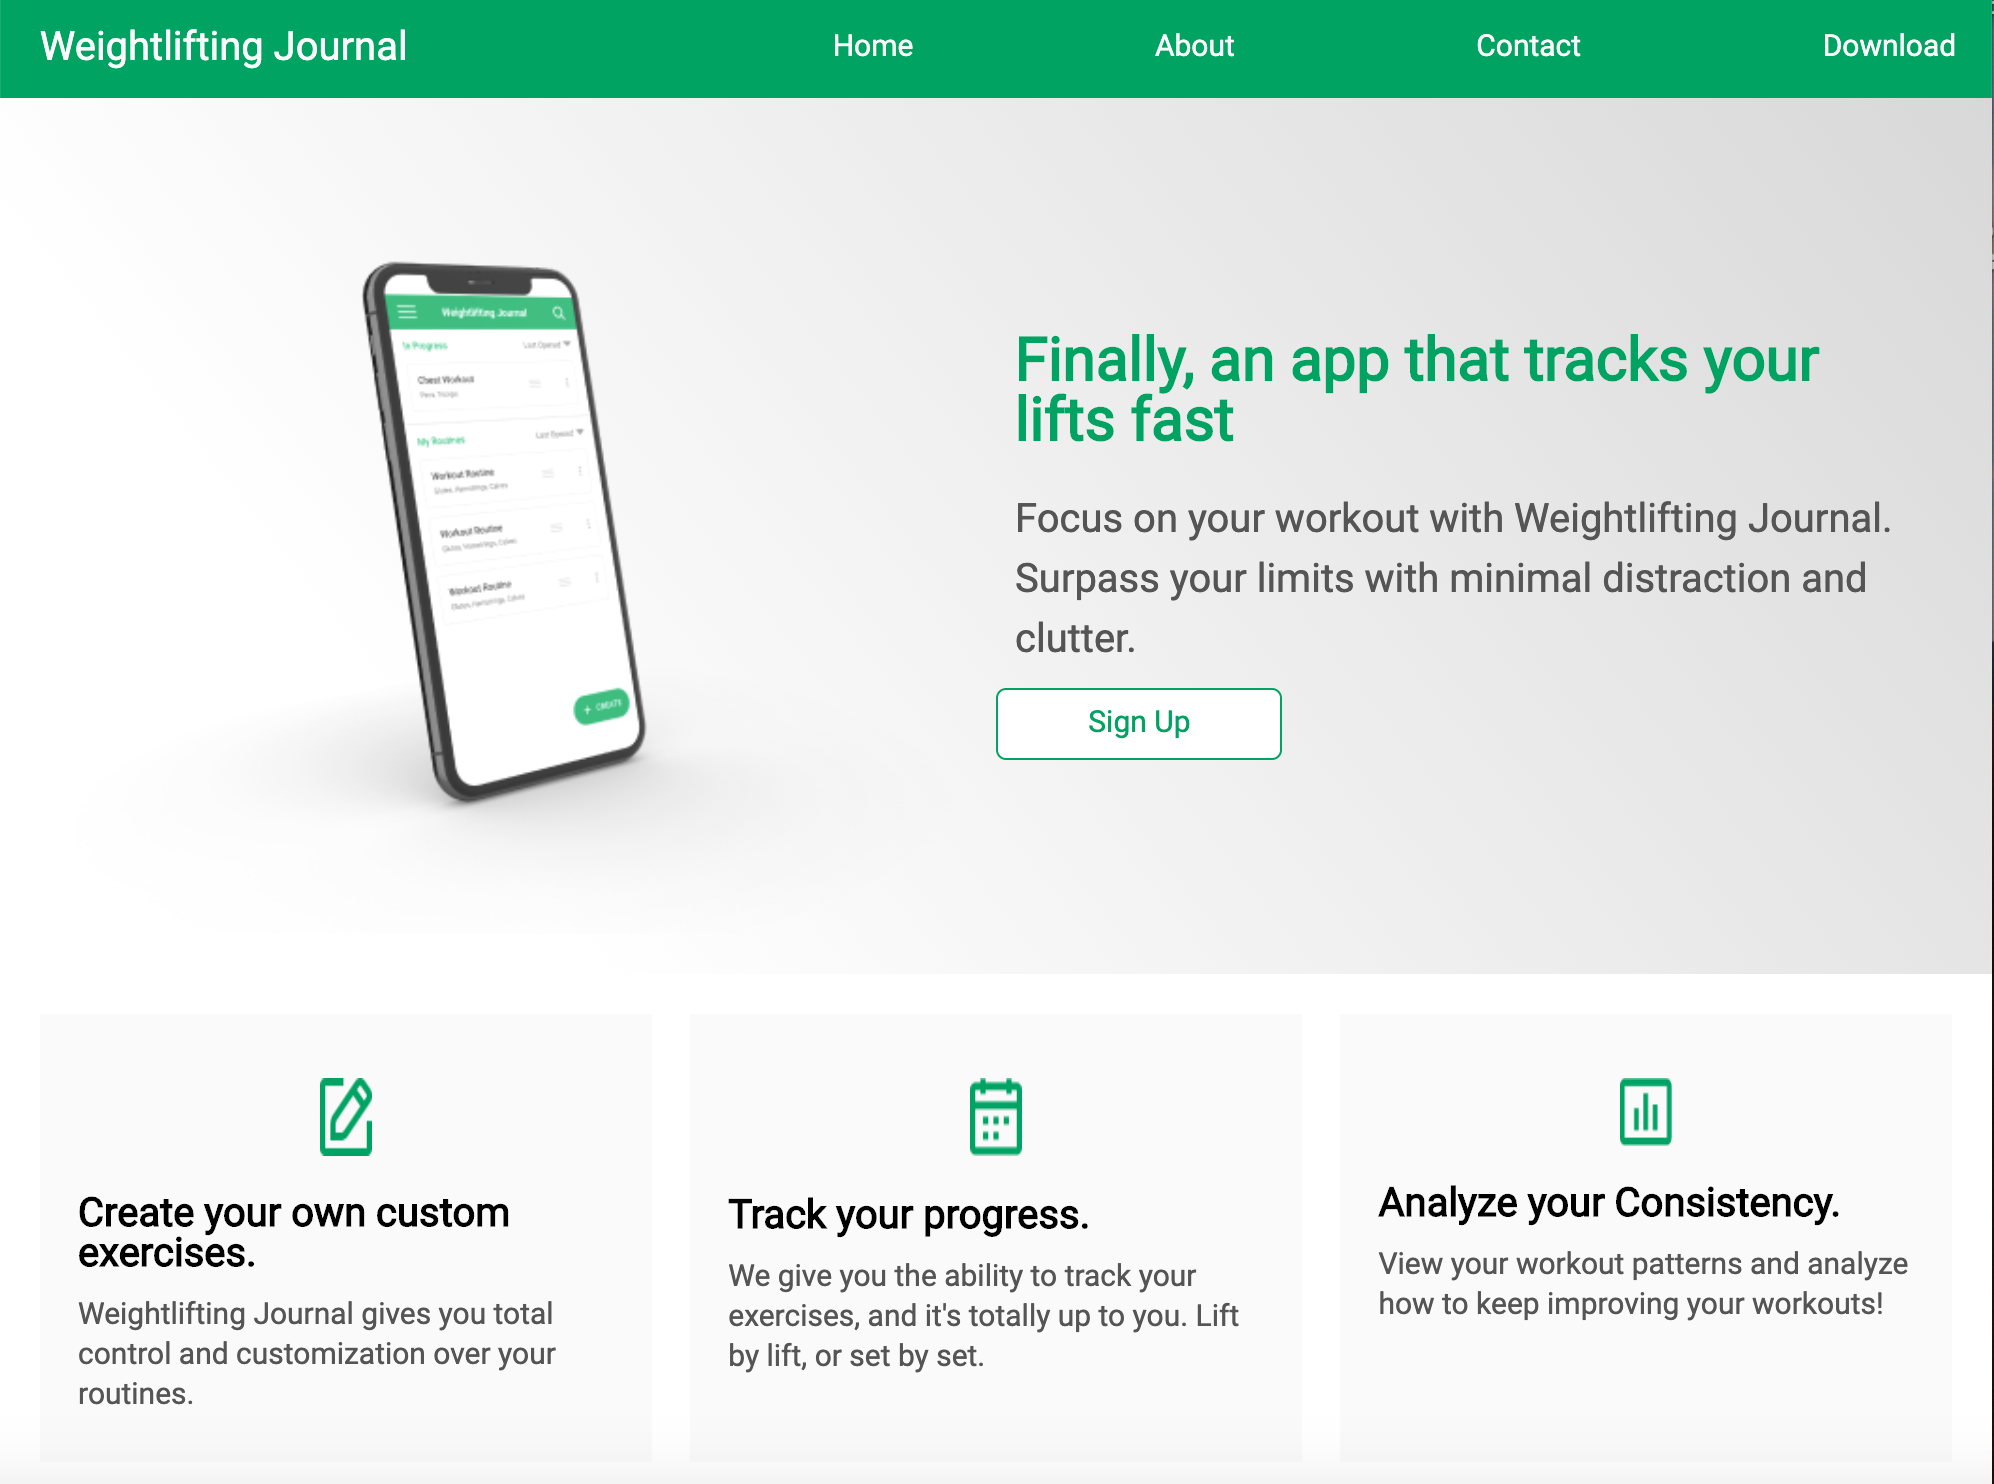 Weightlifting Journal
Home
About
Contact
Download
Weightlifting Journal
In Progress
Last Opened
Chest Workout
My Routines
Last Opened
Workout Routine
Workout Routine
Workout Routine
+ CREATE
Finally, an app that tracks your
lifts fast
Focus on your workout with Weightlifting Journal.
Surpass your limits with minimal distraction and
clutter.
Sign Up
Create your own custom
exercises.
Weightlifting Journal gives you total
control and customization over your
routines.
Track your progress.
We give you the ability to track your
exercises, and it's totally up to you. Lift
by lift, or set by set.
Analyze your Consistency.
View your workout patterns and analyze
how to keep improving your workouts!